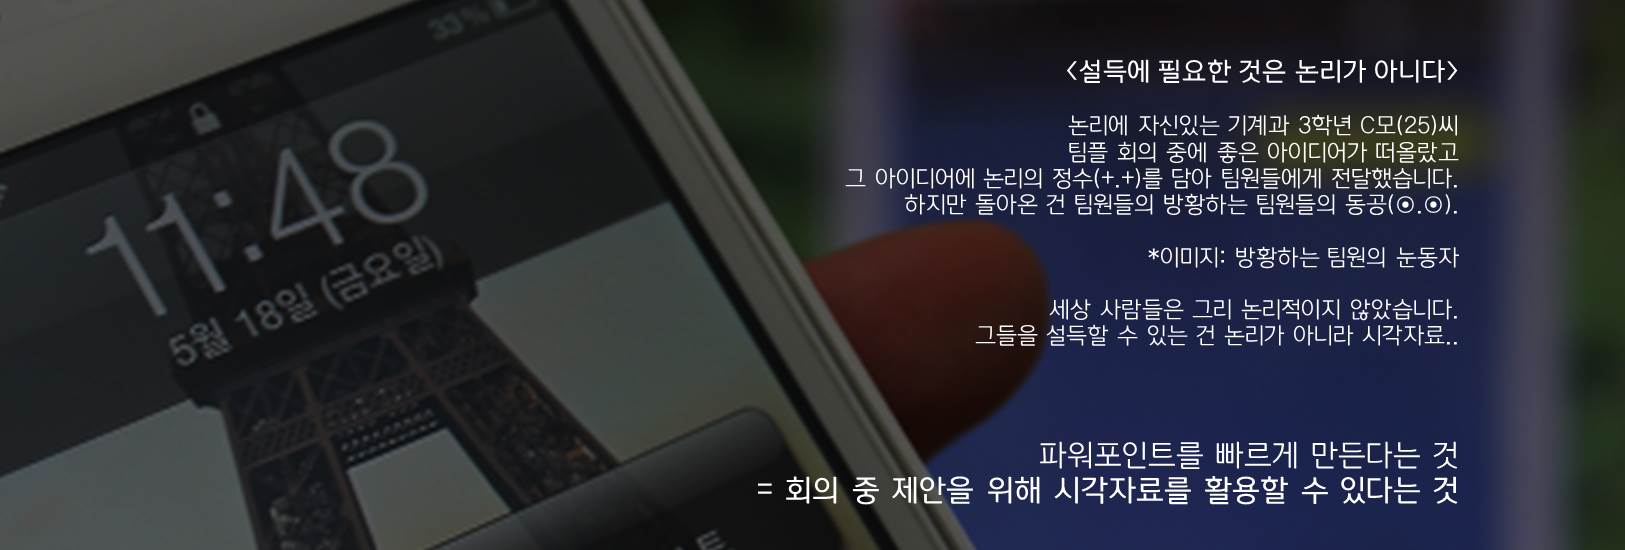 33%
11:48
5월 18일 (금요일)
<설득에 필요한 것은 논리가 아니다>
논리에 자신있는 기계과 3학년 C모(25)씨
팀플 회의 중에 좋은 아이디어가 떠올랐고
그 아이디어에 논리의 정수(+.+)를 담아 팀원들에게 전달했습니다.
하지만 돌아온 건 팀원들의 방황하는 팀원들의 동공(⊙.⊙).
*이미지: 방황하는 팀원의 눈동자
세상 사람들은 그리 논리적이지 않았습니다.
그들을 설득할 수 있는 건 논리가 아니라 시각자료..
파워포인트를 빠르게 만든다는 것
= 회의 중 제안을 위해 시각자료를 활용할 수 있다는 것